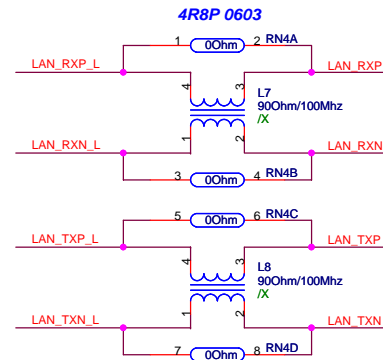 4R8P 0603
1 0Ohm 2 RN4A
LAN_RXP_L LAN_RXP
4 3 L7
90Ohm/100Mhz
/X
1 2
LAN_RXN_L LAN_RXN
3 0Ohm 4 RN4B
5 0Ohm 6 RN4C
LAN_TXP_L LAN_TXP
4 3 L8
90Ohm/100Mhz
/X
1 2
LAN_TXN_L LAN_TXN
7 0Ohm 8 RN4D